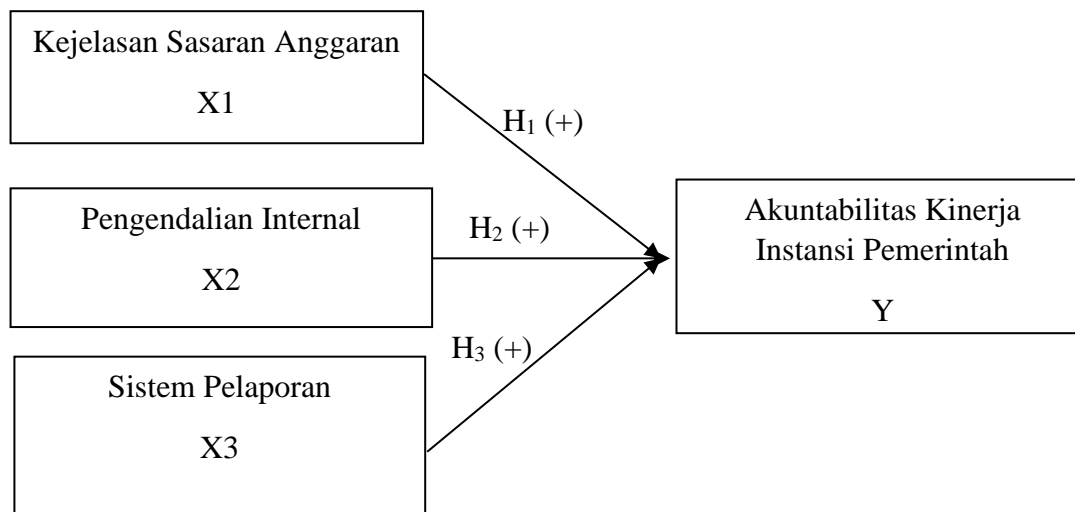 Kejelasan Sasaran Anggaran
X1
H₁ (+)
Pengendalian Internal
X2
H₂ (+)
Akuntabilitas Kinerja
Instansi Pemerintah
Y
H₃ (+)
Sistem Pelaporan
X3